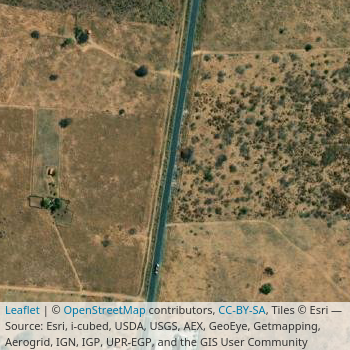 Leaflet | © OpenStreetMap contributors, CC-BY-SA, Tiles © Esri —
Source: Esri, i-cubed, USDA, USGS, AEX, GeoEye, Getmapping,
Aerogrid, IGN, IGP, UPR-EGP, and the GIS User Community